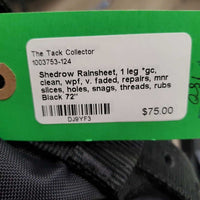 The Tack Collector
1003753-124
Shedrow Rainsheet, 1 leg *gc,
clean, wpf, v. faded, repairs, mnr
slices, holes, snags, threads, rubs
Black 72"
$75.00
DJ9YF3